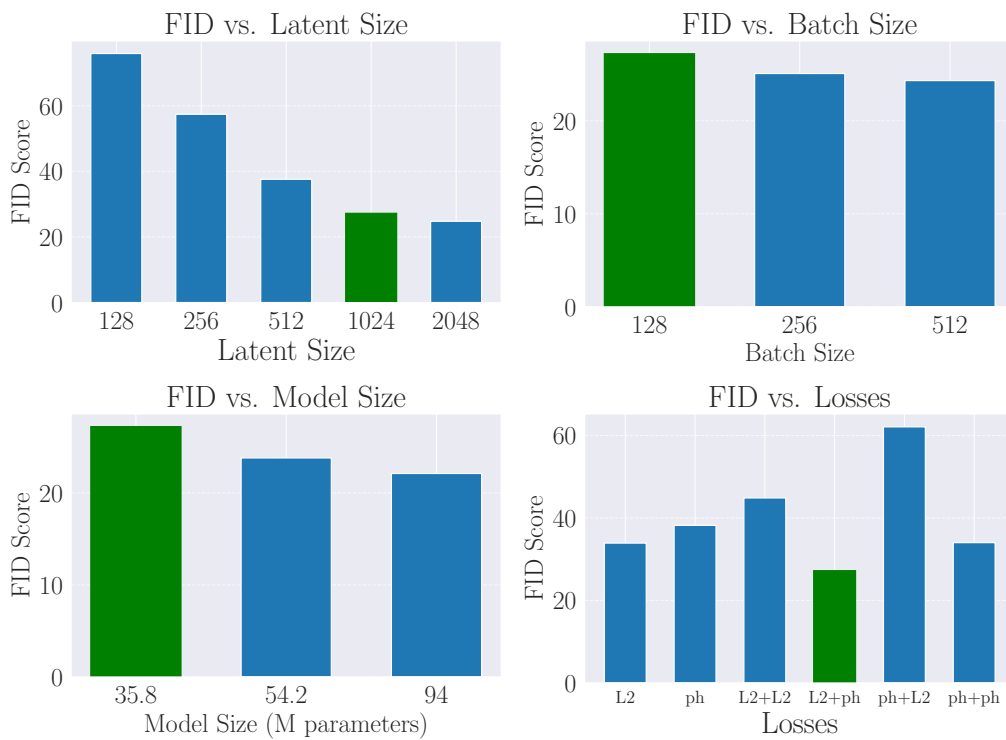 FID vs. Latent Size
FID Score
60
40
20
0
128 256 512 1024 2048
Latent Size
FID vs. Batch Size
FID Score
20
10
0
128 256 512
Batch Size
FID vs. Model Size
FID Score
20
10
0
35.8 54.2 94
Model Size (M parameters)
FID vs. Losses
FID Score
60
40
20
0
L2 ph L2+L2 L2+ph ph+L2 ph+ph
Losses